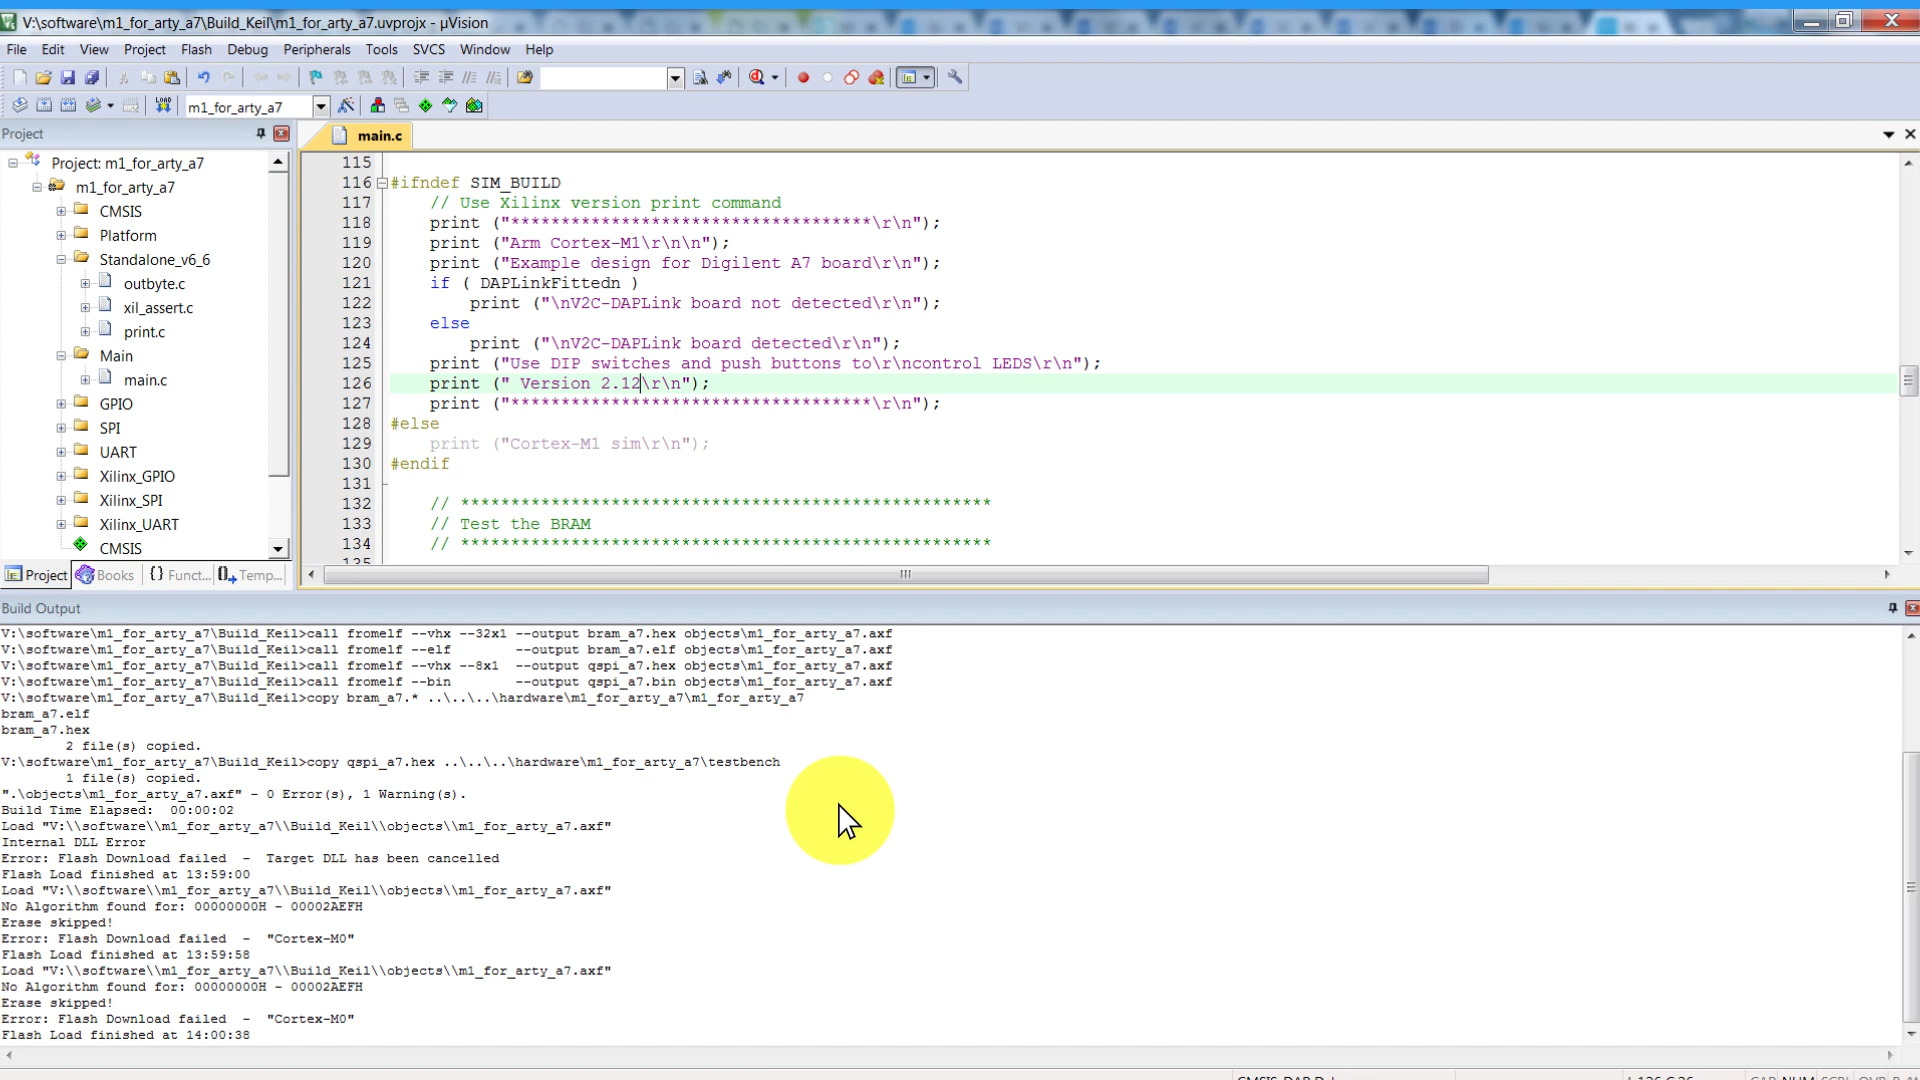 V:\software\m1_for_arty_a7\Build_Keil\m1_for_arty_a7.uvprojx - µVision
File Edit View Project Flash Debug Peripherals Tools SVCS Window Help
LOAD m1_for_arty_a7
Project
main.c
Project: m1_for_arty_a7
m1_for_arty_a7
CMSIS
Platform
Standalone_v6_6
outbyte.c
xil_assert.c
print.c
Main
main.c
GPIO
SPI
UART
Xilinx_GPIO
Xilinx_SPI
Xilinx_UART
CMSIS
Project Books {} Funct... Temp...
115
116 #ifndef SIM_BUILD
117 // Use Xilinx version print command
118 print ("************************************\r\n");
119 print ("Arm Cortex-M1\r\n\n");
120 print ("Example design for Digilent A7 board\r\n");
121 if ( DAPLinkFittedn )
122 print ("\nV2C-DAPLink board not detected\r\n");
123 else
124 print ("\nV2C-DAPLink board detected\r\n");
125 print ("Use DIP switches and push buttons to\r\ncontrol LEDS\r\n");
126 print (" Version 2.12\r\n");
127 print ("************************************\r\n");
128 #else
129 print ("Cortex-M1 sim\r\n");
130 #endif
131
132 // *****************************************************
133 // Test the BRAM
134 // *****************************************************
135
Build Output
V:\software\m1_for_arty_a7\Build_Keil>call fromelf --vhx --32x1 --output bram_a7.hex objects\m1_for_arty_a7.axf
V:\software\m1_for_arty_a7\Build_Keil>call fromelf --elf --output bram_a7.elf objects\m1_for_arty_a7.axf
V:\software\m1_for_arty_a7\Build_Keil>call fromelf --vhx --8x1 --output qspi_a7.hex objects\m1_for_arty_a7.axf
V:\software\m1_for_arty_a7\Build_Keil>call fromelf --bin --output qspi_a7.bin objects\m1_for_arty_a7.axf
V:\software\m1_for_arty_a7\Build_Keil>copy bram_a7.* ..\..\..\hardware\m1_for_arty_a7\m1_for_arty_a7
bram_a7.elf
bram_a7.hex
2 file(s) copied.
V:\software\m1_for_arty_a7\Build_Keil>copy qspi_a7.hex ..\..\..\hardware\m1_for_arty_a7\testbench
1 file(s) copied.
".\objects\m1_for_arty_a7.axf" - 0 Error(s), 1 Warning(s).
Build Time Elapsed: 00:00:02
Load "V:\\software\\m1_for_arty_a7\\Build_Keil\\objects\\m1_for_arty_a7.axf"
Internal DLL Error
Error: Flash Download failed - Target DLL has been cancelled
Flash Load finished at 13:59:00
Load "V:\\software\\m1_for_arty_a7\\Build_Keil\\objects\\m1_for_arty_a7.axf"
No Algorithm found for: 00000000H - 00002AEFH
Erase skipped!
Error: Flash Download failed - "Cortex-M0"
Flash Load finished at 13:59:58
Load "V:\\software\\m1_for_arty_a7\\Build_Keil\\objects\\m1_for_arty_a7.axf"
No Algorithm found for: 00000000H - 00002AEFH
Erase skipped!
Error: Flash Download failed - "Cortex-M0"
Flash Load finished at 14:00:38